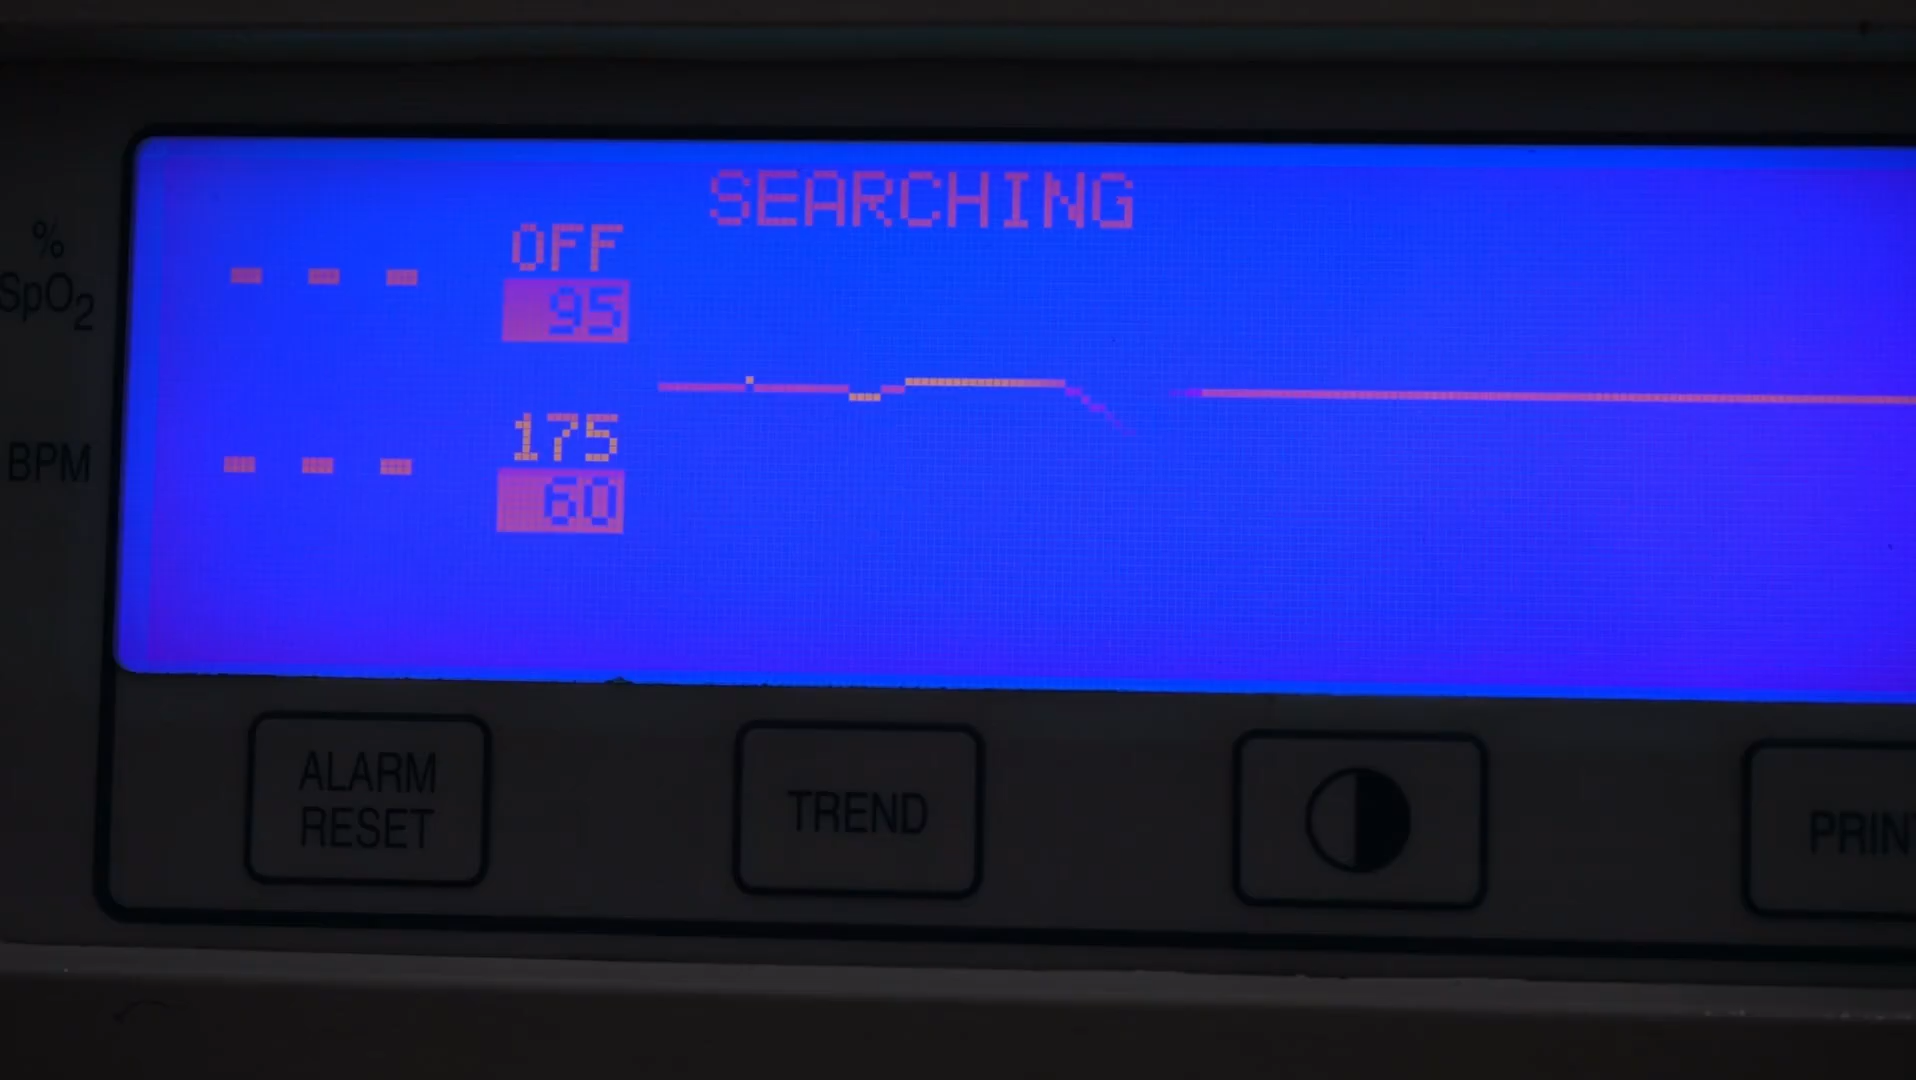 SEARCHING
%
SpO2
- - -
OFF
95
BPM
- - -
175
60
ALARM
RESET
TREND
PRIN